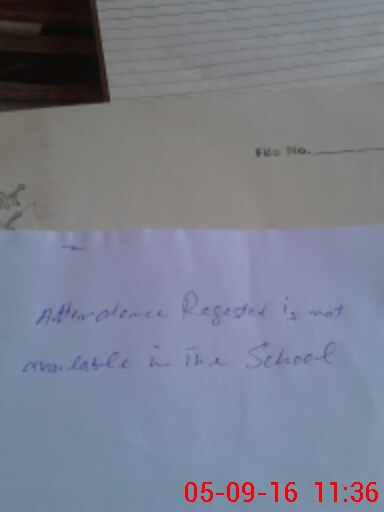 FILE No.
Attendence Regester is not
available in The School
05-09-16 11:36